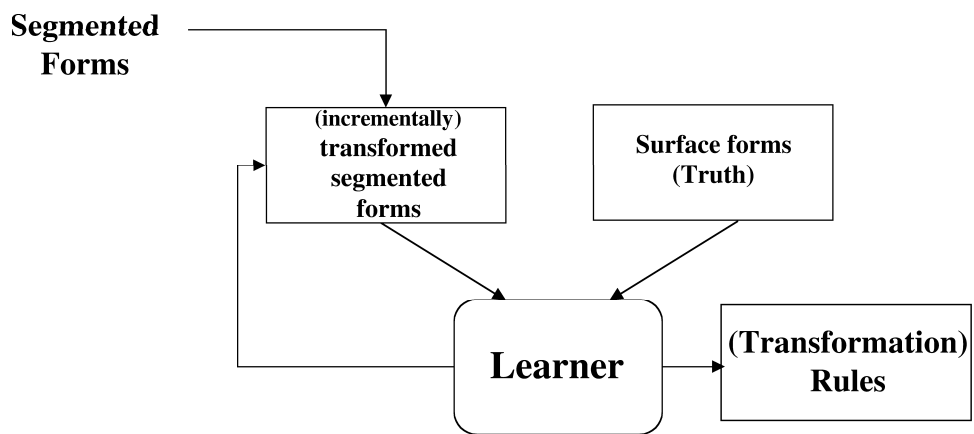 Segmented
Forms
(incrementally)
transformed
segmented
forms
Surface forms
(Truth)
Learner
(Transformation)
Rules